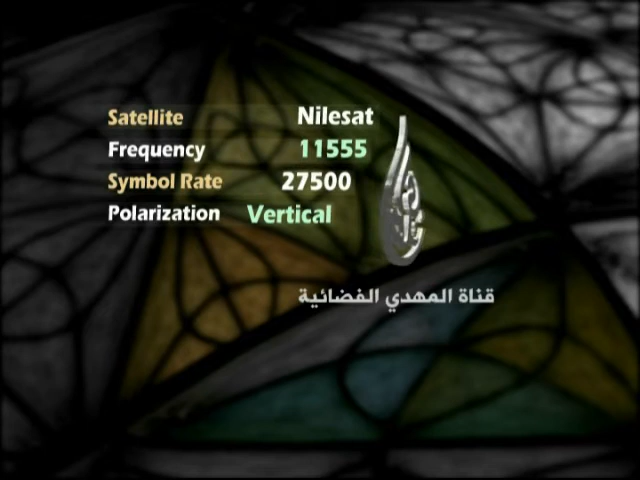 Satellite Nilesat
Frequency 11555
Symbol Rate 27500
Polarization Vertical
قناة المهدي الفضائية